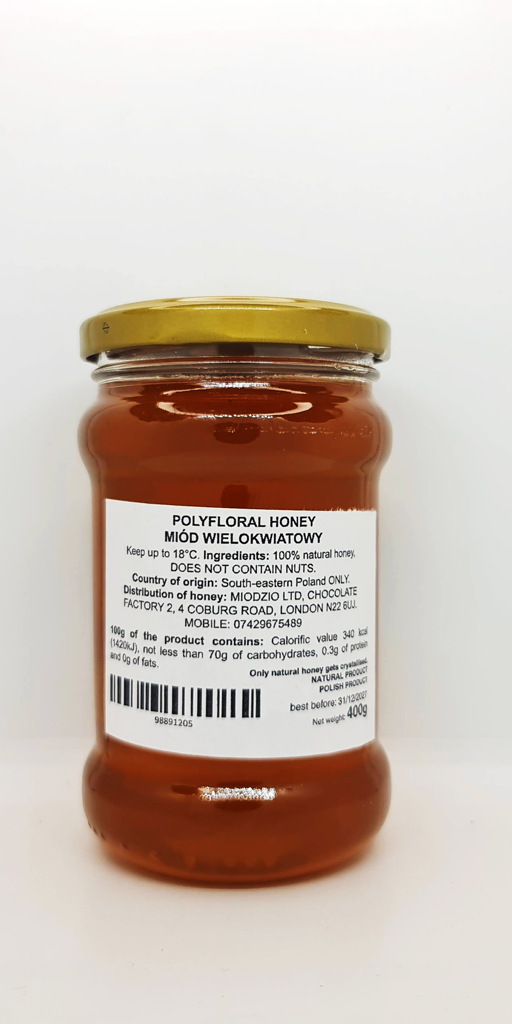 POLYFLORAL HONEY
MIÓD WIELOKWIATOWY
Keep up to 18°C. Ingredients: 100% natural honey.
DOES NOT CONTAIN NUTS.
Country of origin: South-eastern Poland ONLY.
Distribution of honey: MIODZIO LTD, CHOCOLATE
FACTORY 2, 4 COBURG ROAD, LONDON N22 6UJ.
MOBILE: 07429675489
100g of the product contains: Calorific value 340 kcal
(1420kJ), not less than 70g of carbohydrates, 0.3g of protein
and 0g of fats.
Only natural honey gets crystallised.
NATURAL PRODUCT
POLISH PRODUCT
best before: 31/12/2027
Net weight: 400g
98891205